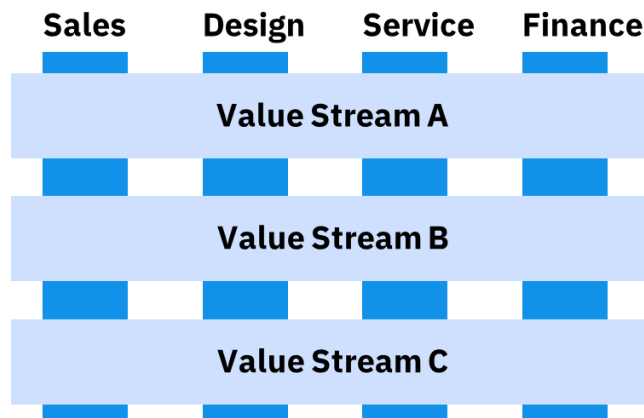 Sales Design Service Finance
Value Stream A
Value Stream B
Value Stream C